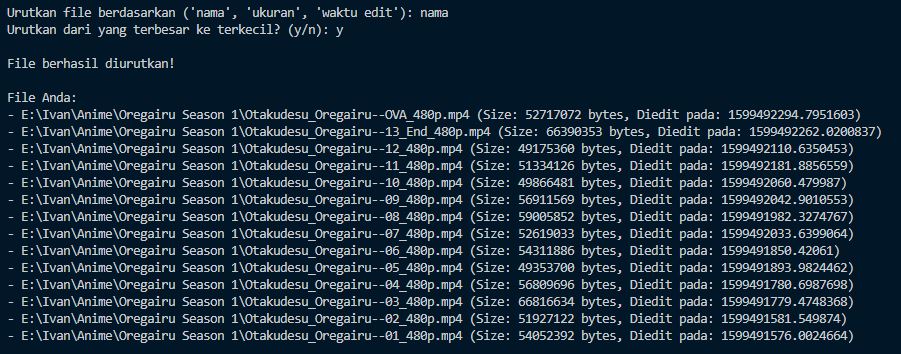 Urutkan file berdasarkan ('nama', 'ukuran', 'waktu edit'): nama
Urutkan dari yang terbesar ke terkecil? (y/n): y
File berhasil diurutkan!
File Anda:
- E:\Ivan\Anime\Oregairu Season 1\Otakudesu_Oregairu--OVA_480p.mp4 (Size: 52717072 bytes, Diedit pada: 1599492294.7951603)
- E:\Ivan\Anime\Oregairu Season 1\Otakudesu_Oregairu--13_End_480p.mp4 (Size: 66390353 bytes, Diedit pada: 1599492262.0200837)
- E:\Ivan\Anime\Oregairu Season 1\Otakudesu_Oregairu--12_480p.mp4 (Size: 49175360 bytes, Diedit pada: 1599492110.6350453)
- E:\Ivan\Anime\Oregairu Season 1\Otakudesu_Oregairu--11_480p.mp4 (Size: 51334126 bytes, Diedit pada: 1599492181.8856559)
- E:\Ivan\Anime\Oregairu Season 1\Otakudesu_Oregairu--10_480p.mp4 (Size: 49866481 bytes, Diedit pada: 1599492060.479987)
- E:\Ivan\Anime\Oregairu Season 1\Otakudesu_Oregairu--09_480p.mp4 (Size: 56911569 bytes, Diedit pada: 1599492042.9010553)
- E:\Ivan\Anime\Oregairu Season 1\Otakudesu_Oregairu--08_480p.mp4 (Size: 59005852 bytes, Diedit pada: 1599491982.3274767)
- E:\Ivan\Anime\Oregairu Season 1\Otakudesu_Oregairu--07_480p.mp4 (Size: 52619033 bytes, Diedit pada: 1599492033.6399064)
- E:\Ivan\Anime\Oregairu Season 1\Otakudesu_Oregairu--06_480p.mp4 (Size: 54311886 bytes, Diedit pada: 1599491850.42061)
- E:\Ivan\Anime\Oregairu Season 1\Otakudesu_Oregairu--05_480p.mp4 (Size: 49353700 bytes, Diedit pada: 1599491893.9824462)
- E:\Ivan\Anime\Oregairu Season 1\Otakudesu_Oregairu--04_480p.mp4 (Size: 56809696 bytes, Diedit pada: 1599491780.6987698)
- E:\Ivan\Anime\Oregairu Season 1\Otakudesu_Oregairu--03_480p.mp4 (Size: 66816634 bytes, Diedit pada: 1599491779.4748368)
- E:\Ivan\Anime\Oregairu Season 1\Otakudesu_Oregairu--02_480p.mp4 (Size: 51927122 bytes, Diedit pada: 1599491581.549874)
- E:\Ivan\Anime\Oregairu Season 1\Otakudesu_Oregairu--01_480p.mp4 (Size: 54052392 bytes, Diedit pada: 1599491576.0024664)